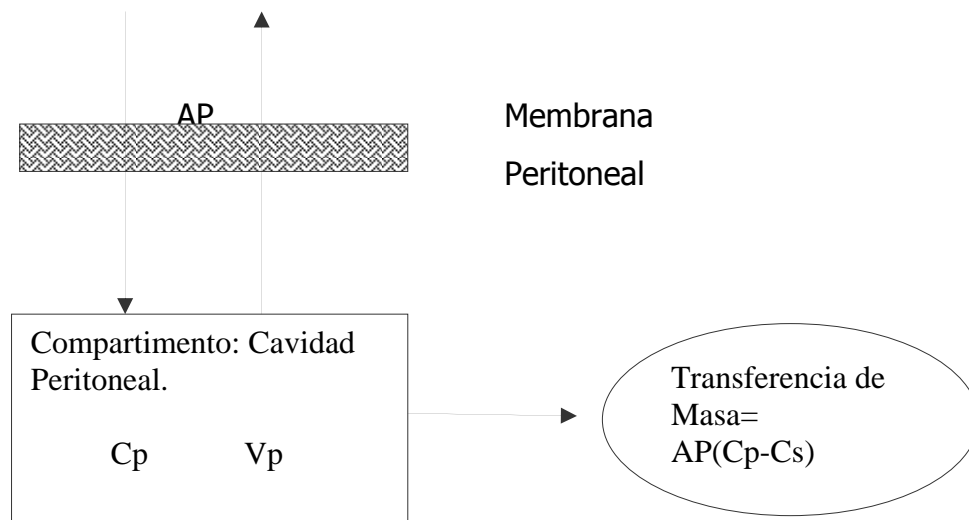 AP
Membrana
Peritoneal
Compartimento: Cavidad
Peritoneal.
Cp Vp
Transferencia de
Masa=
AP(Cp-Cs)